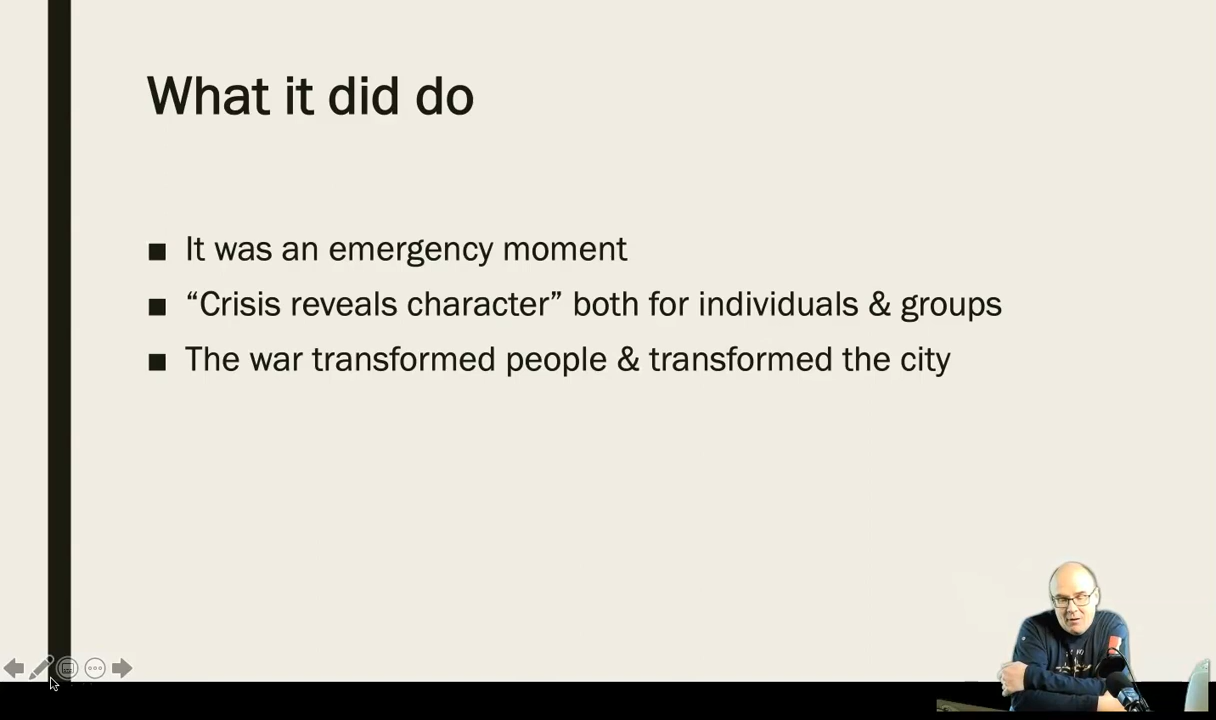 What it did do
■ It was an emergency moment
■ “Crisis reveals character” both for individuals & groups
■ The war transformed people & transformed the city